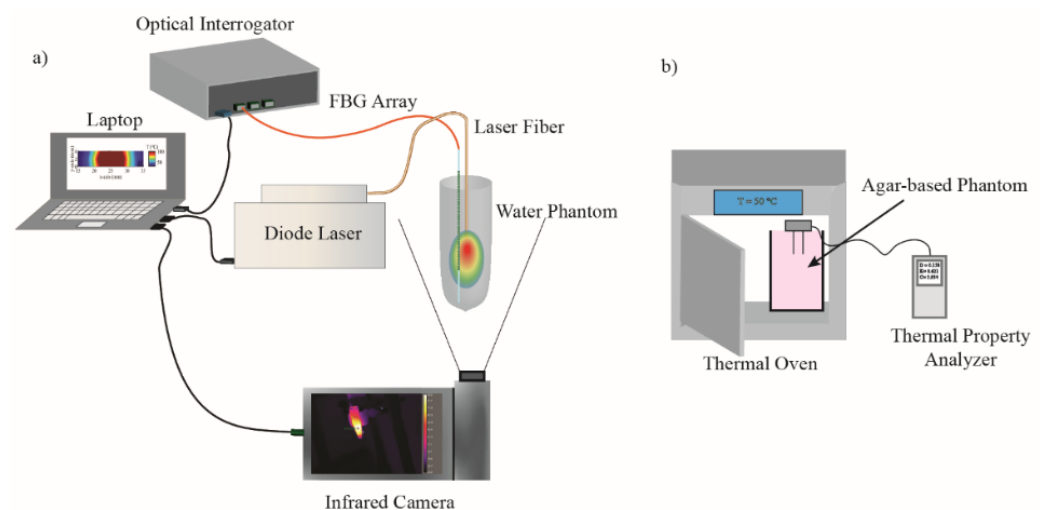 Optical Interrogator
a)
b)
FBG Array
Laptop
Laser Fiber
Agar-based Phantom
T = 50 °C
Water Phantom
Diode Laser
Thermal Property
Analyzer
Thermal Oven
Infrared Camera